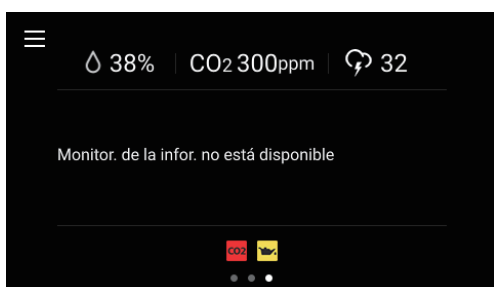 38% CO2 300ppm 32
Monitor. de la infor. no está disponible
CO2